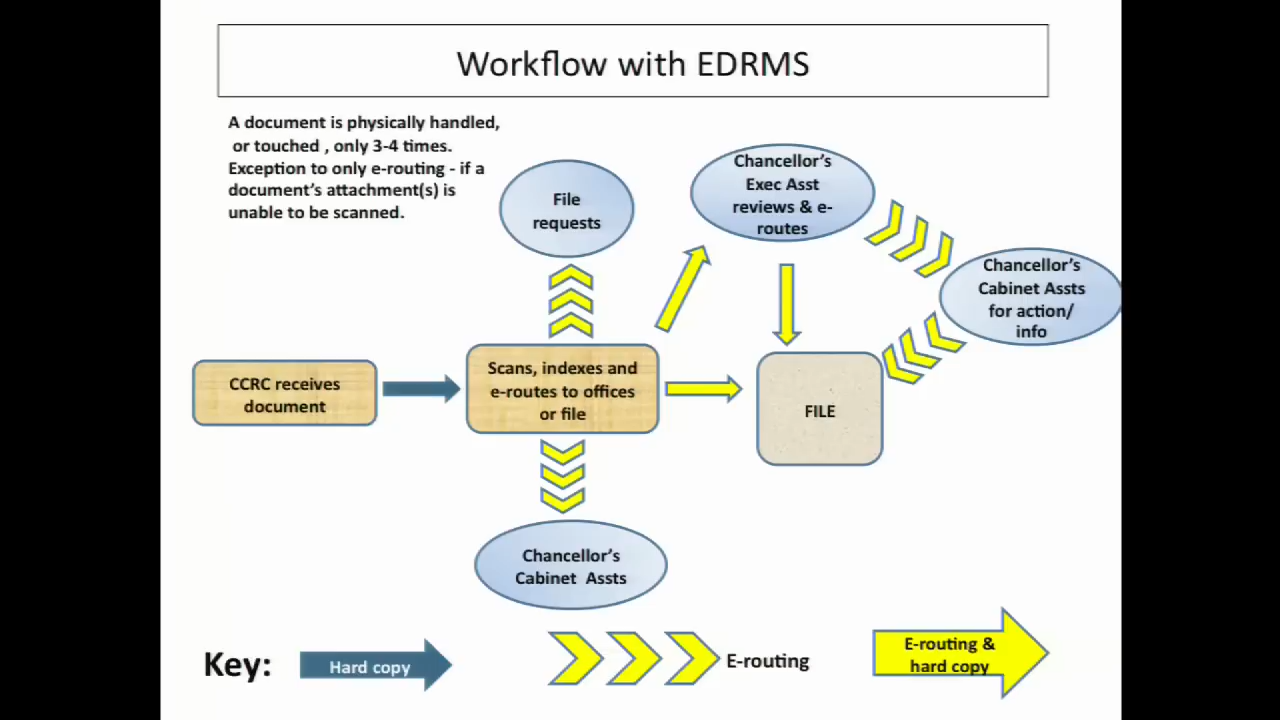 Workflow with EDRMS
A document is physically handled,
or touched , only 3-4 times.
Exception to only e-routing - if a
document's attachment(s) is
unable to be scanned.
File
requests
Chancellor's
Exec Asst
reviews & e-
routes
Chancellor's
Cabinet Assts
for action/
info
CCRC receives
document
Scans, indexes and
e-routes to offices
or file
FILE
Chancellor's
Cabinet Assts
Key:
Hard copy
E-routing
E-routing &
hard copy